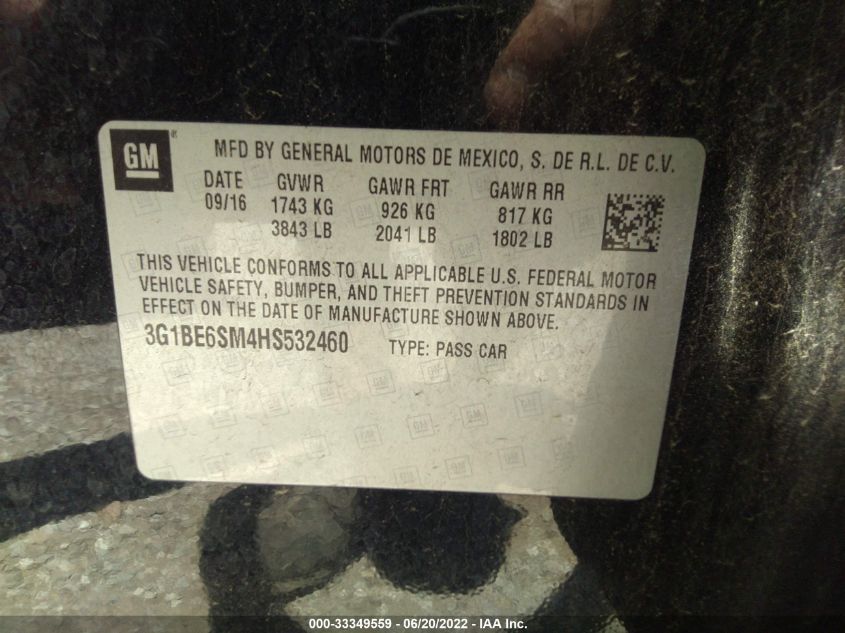 GM ®
MFD BY GENERAL MOTORS DE MEXICO, S. DE R.L. DE C.V.
DATE GVWR GAWR FRT GAWR RR
09/16 1743 KG 926 KG 817 KG
3843 LB 2041 LB 1802 LB
THIS VEHICLE CONFORMS TO ALL APPLICABLE U.S. FEDERAL MOTOR
VEHICLE SAFETY, BUMPER, AND THEFT PREVENTION STANDARDS IN
EFFECT ON THE DATE OF MANUFACTURE SHOWN ABOVE.
3G1BE6SM4HS532460 TYPE: PASS CAR
000-33349559 - 06/20/2022 - IAA Inc.